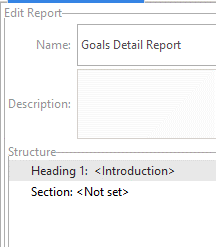 Edit Report
Name: Goals Detail Report
Description:
Structure
Heading 1: <Introduction>
Section: <Not set>